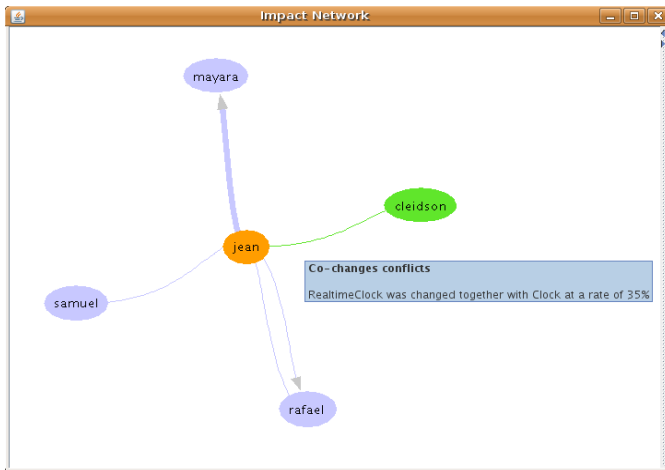 Impact Network
mayara
cleidson
jean
Co-changes conflicts
RealtimeClock was changed together with Clock at a rate of 35%
samuel
rafael